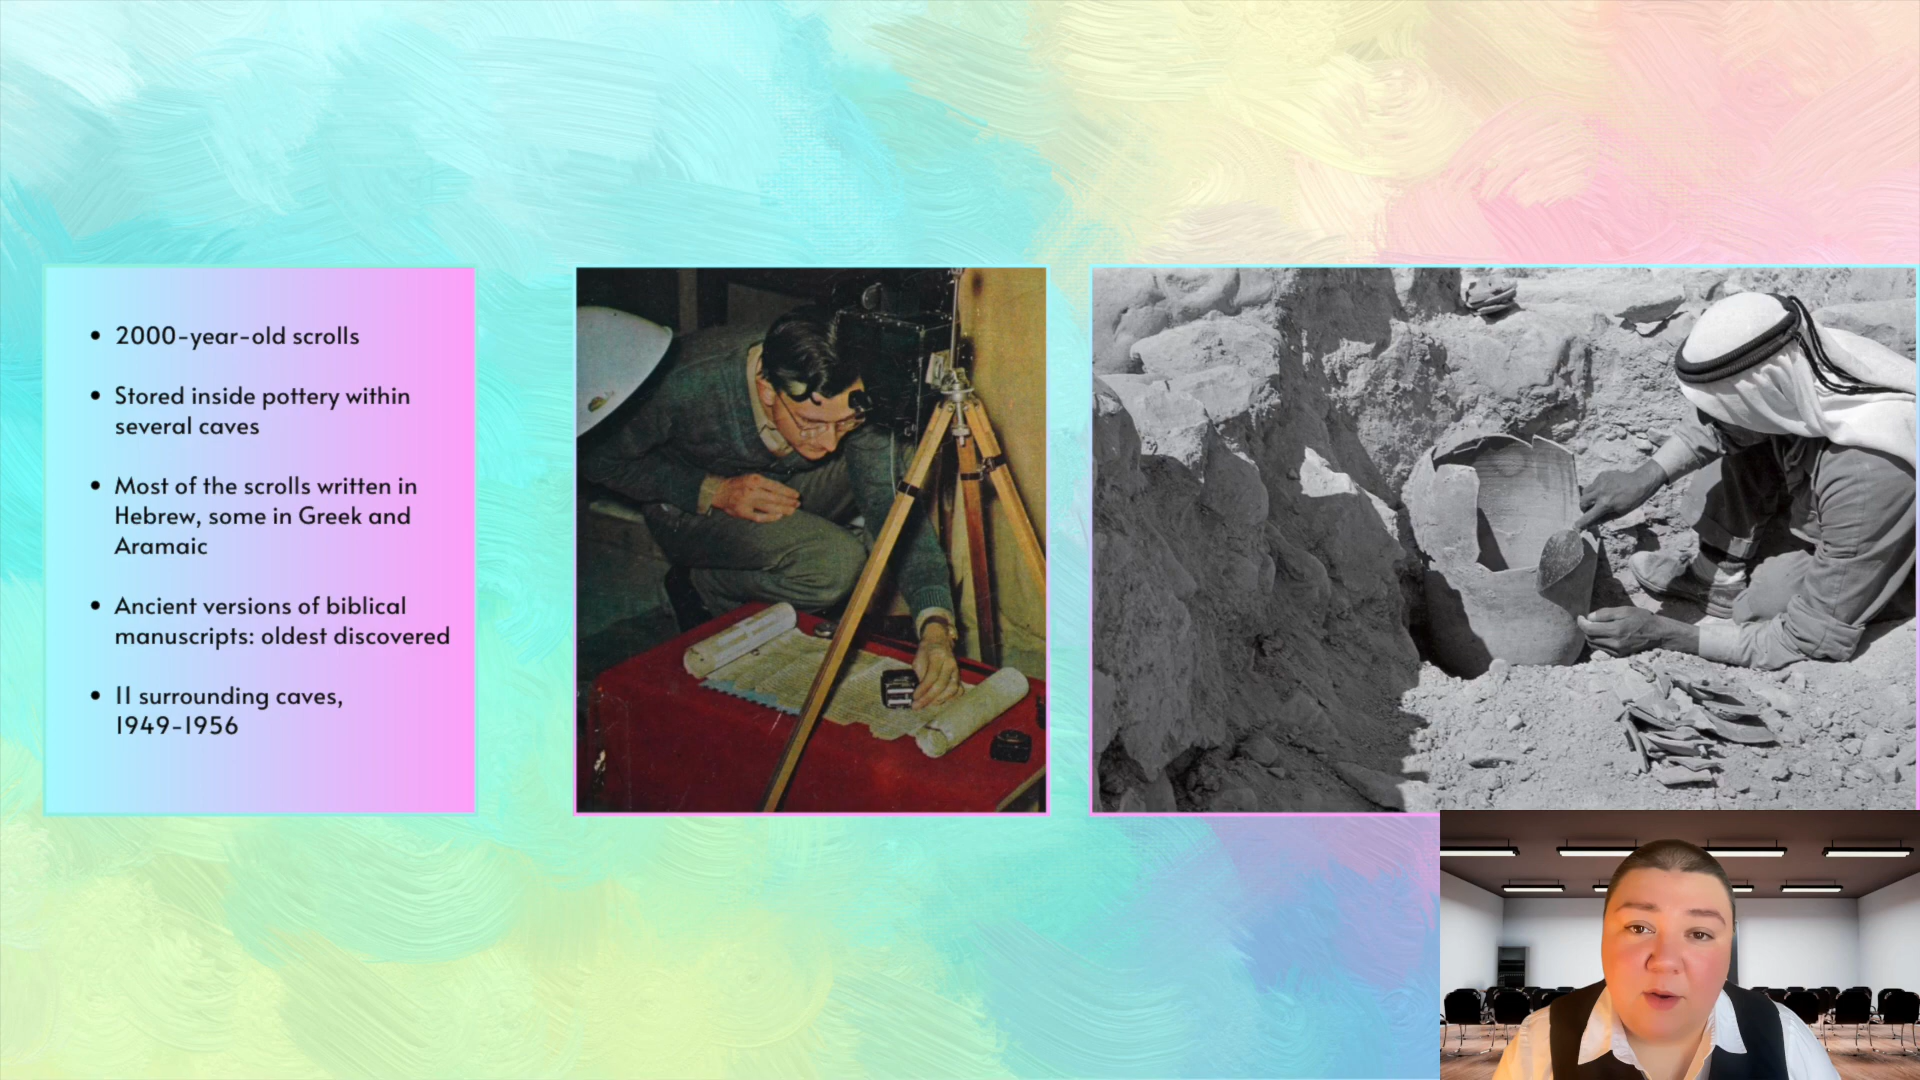 • 2000-year-old scrolls
• Stored inside pottery within
several caves
• Most of the scrolls written in
Hebrew, some in Greek and
Aramaic
• Ancient versions of biblical
manuscripts: oldest discovered
• 11 surrounding caves,
1949-1956